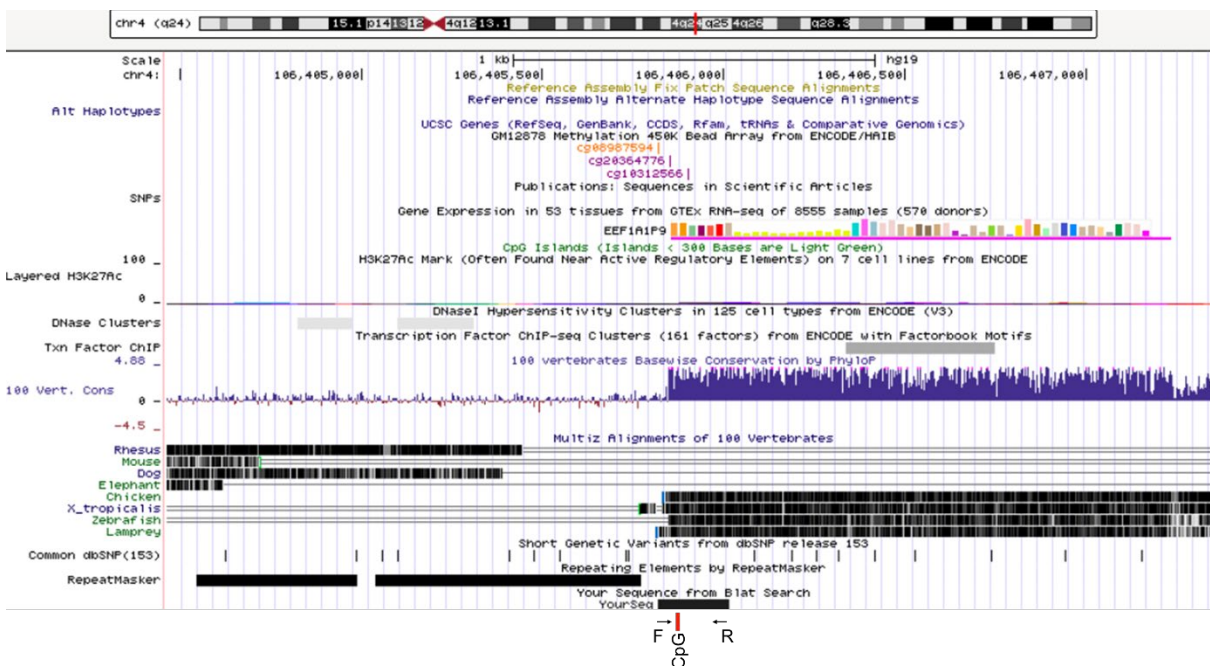 chr4 (q24) 15.1 p14 13 12 4q12 13.1 4q24 q25 4q26 q28.3
Scale 1 kb hg19
chr4: 106,405,000 106,405,500 106,406,000 106,406,500 106,407,000
Reference Assembly Fix Patch Sequence Alignments
Reference Assembly Alternate Haplotype Sequence Alignments
Alt Haplotypes
UCSC Genes (RefSeq, GenBank, CCDS, Rfam, tRNAs & Comparative Genomics)
GM12878 Methylation 450K Bead Array from ENCODE/HAIB
cg08987594
cg20364776
cg10312566
Publications: Sequences in Scientific Articles
SNPs
Gene Expression in 53 tissues from GTEx RNA-seq of 8555 samples (570 donors)
EEF1A1P9
CpG Islands (Islands < 300 Bases are Light Green)
100 _ H3K27Ac Mark (Often Found Near Active Regulatory Elements) on 7 cell lines from ENCODE
Layered H3K27Ac
0 _
DNaseI Hypersensitivity Clusters in 125 cell types from ENCODE (V3)
DNase Clusters
Transcription Factor ChIP-seq Clusters (161 factors) from ENCODE with Factorbook Motifs
Txn Factor ChIP
4.88 _ 100 vertebrates Basewise Conservation by PhyloP
100 Vert. Cons
0 _
-4.5 _
Multiz Alignments of 100 Vertebrates
Rhesus
Mouse
Dog
Elephant
Chicken
X_tropicalis
Zebrafish
Lamprey
Short Genetic Variants from dbSNP release 153
Common dbSNP(153)
Repeating Elements by RepeatMasker
RepeatMasker
Your Sequence from Blat Search
YourSeq
F CpG R